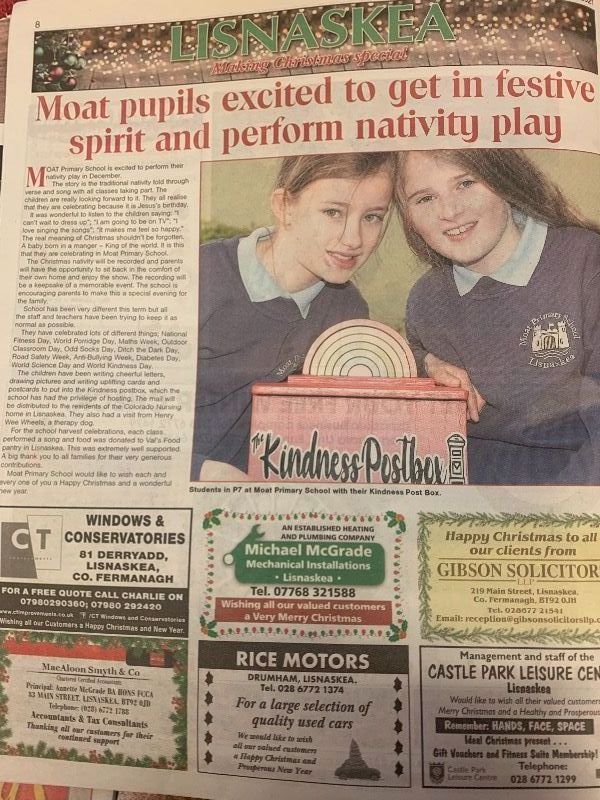 8
LISNASKEA
Making Christmas special
Moat pupils excited to get in festive
spirit and perform nativity play
MOAT Primary School is excited to perform their
nativity play in December.
The story is the traditional nativity told through
verse and song with all classes taking part. The
children are really looking forward to it. They all realise
that they are celebrating because it is Jesus's birthday.
It was wonderful to listen to the children saying: "I
can't wait to dress up"; "I am going to be on TV"; "I
love singing the songs"; "it makes me feel so happy."
The real meaning of Christmas shouldn't be forgotten.
A baby born in a manger – King of the world. It is this
that they are celebrating in Moat Primary School.
The Christmas nativity will be recorded and parents
will have the opportunity to sit back in the comfort of
their own home and enjoy the show. The recording will
be a keepsake of a memorable event. The school is
encouraging parents to make this a special evening for
the family.
School has been very different this term but all
the staff and teachers have been trying to keep it as
normal as possible.
They have celebrated lots of different things; National
Fitness Day, World Porridge Day, Maths Week, Outdoor
Classroom Day, Odd Socks Day, Ditch the Dark Day,
Road Safety Week, Anti-Bullying Week, Diabetes Day,
World Science Day and World Kindness Day.
The children have been writing cheerful letters,
drawing pictures and writing uplifting cards and
postcards to put into the Kindness postbox, which the
school has had the privilege of hosting. The mail will
be distributed to the residents of the Colorado Nursing
home in Lisnaskea. They also had a visit from Henry
Wee Wheels, a therapy dog.
For the school harvest celebrations, each class
performed a song and food was donated to Val's Food
pantry in Lisnaskea. This was extremely well supported.
A big thank you to all families for their very generous
contributions.
Moat Primary School would like to wish each and
every one of you a Happy Christmas and a wonderful
new year.
Moat Primary School
Lisnaskea
The Kindness Postbox
Students in P7 at Moat Primary School with their Kindness Post Box.
CT
WINDOWS &
CONSERVATORIES
81 DERRYADD,
LISNASKEA,
CO. FERMANAGH
FOR A FREE QUOTE CALL CHARLIE ON
07980290360; 07980 292420
www.ctimprovements.co.uk /CT Windows and Conservatories
Wishing all our Customers a Happy Christmas and New Year.
AN ESTABLISHED HEATING
AND PLUMBING COMPANY
Michael McGrade
Mechanical Installations
• Lisnaskea •
Tel. 07768 321588
Wishing all our valued customers
a Very Merry Christmas
Happy Christmas to all
our clients from
GIBSON SOLICITOR
LLP
219 Main Street, Lisnaskea,
Co. Fermanagh, BT92 0JH
Tel. 028677 21541
Email: reception@gibsonsolicitorsllp.c
MacAloon Smyth & Co
Chartered Certified Accountants
Principal: Annette McGrade BA HONS FCCA
83 MAIN STREET, LISNASKEA, BT92 0JD
Telephone: (028) 6772 1788
Accountants & Tax Consultants
Thanking all our customers for their
continued support
RICE MOTORS
DRUMHAM, LISNASKEA.
Tel. 028 6772 1374
For a large selection of
quality used cars
We would like to wish
all our valued customers
a Happy Christmas and
Prosperous New Year
Management and staff of the
CASTLE PARK LEISURE CEN
Lisnaskea
Would like to wish all their valued customers
Merry Christmas and a Healthy and Prosperous
Remember: HANDS, FACE, SPACE
Ideal Christmas present ...
Gift Vouchers and Fitness Suite Membership!
Castle Park
Leisure Centre
Telephone:
028 6772 1299